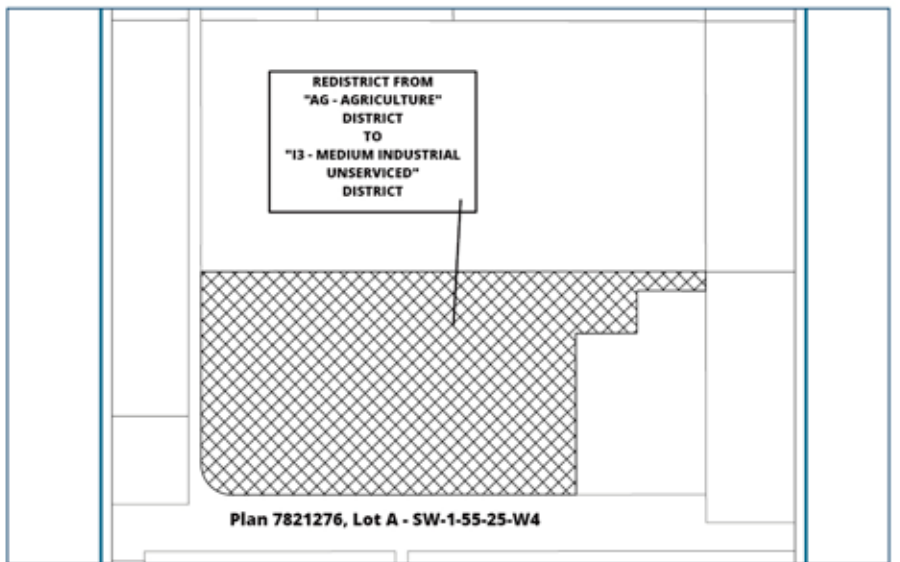 REDISTRICT FROM
"AG - AGRICULTURE"
DISTRICT
TO
"I3 - MEDIUM INDUSTRIAL
UNSERVICED"
DISTRICT
Plan 7821276, Lot A - SW-1-55-25-W4